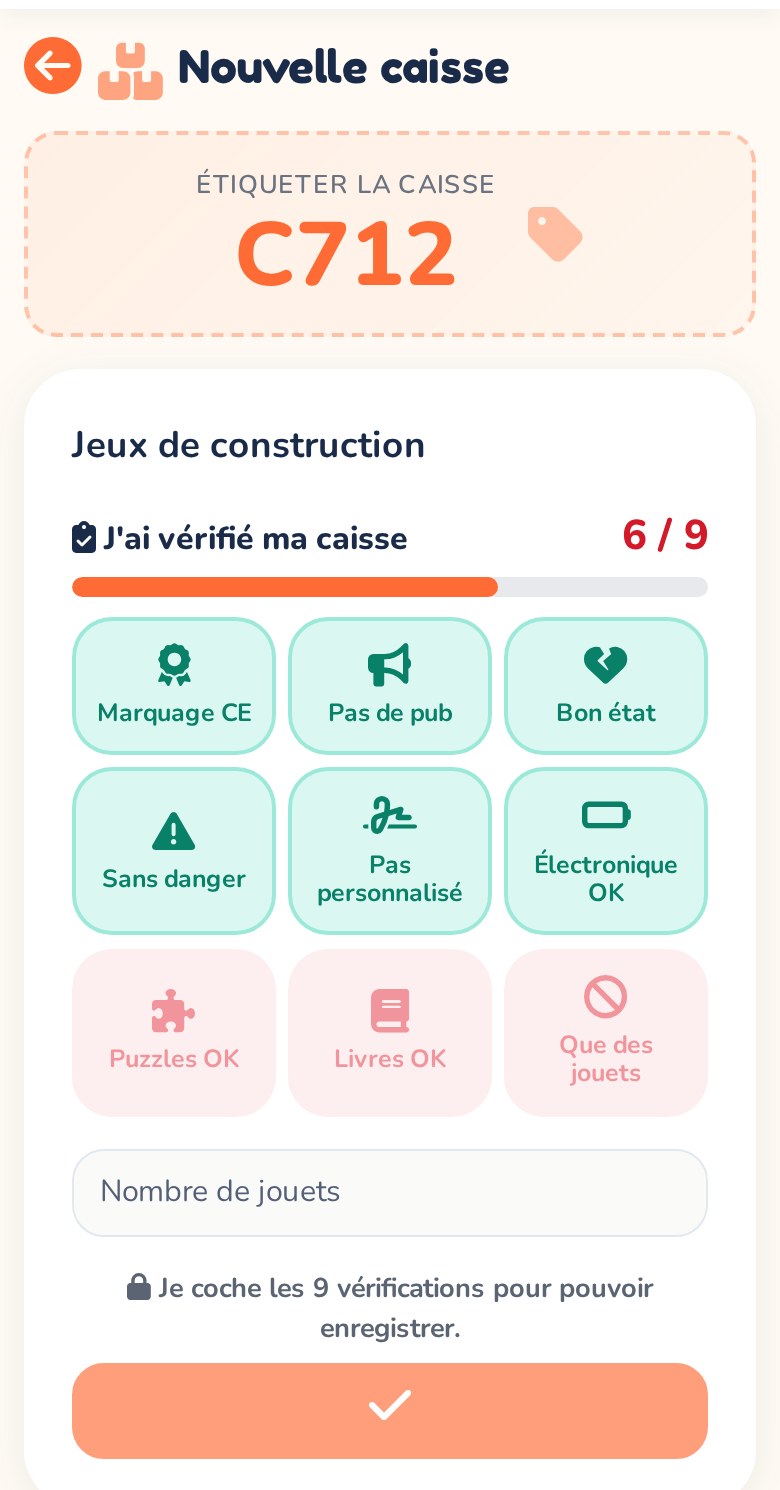 Nouvelle caisse
ÉTIQUETER LA CAISSE
C712
Jeux de construction
J'ai vérifié ma caisse
6 / 9
Marquage CE
Pas de pub
Bon état
Sans danger
Pas
personnalisé
Électronique
OK
Puzzles OK
Livres OK
Que des
jouets
Nombre de jouets
Je coche les 9 vérifications pour pouvoir
enregistrer.